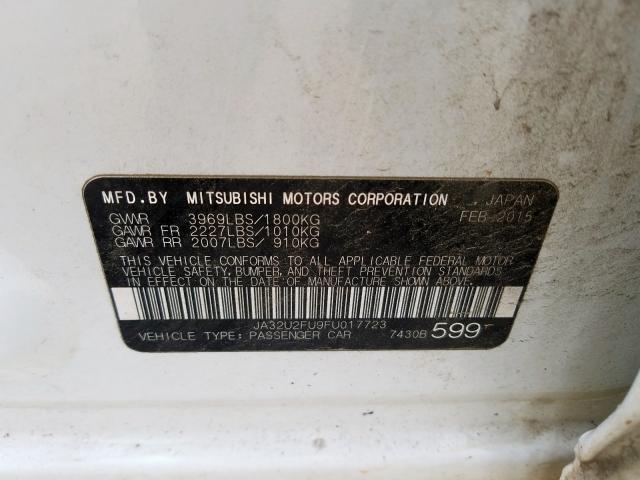 MFD.BY MITSUBISHI MOTORS CORPORATION JAPAN
GVWR 3969LBS/1800KG FEB 2015
GAWR FR 2227LBS/1010KG
GAWR RR 2007LBS/ 910KG
THIS VEHICLE CONFORMS TO ALL APPLICABLE FEDERAL MOTOR
VEHICLE SAFETY, BUMPER, AND THEFT PREVENTION STANDARDS
IN EFFECT ON THE DATE OF MANUFACTURE SHOWN ABOVE.
JA32U2FU9FU017723
VEHICLE TYPE: PASSENGER CAR 7430B 599